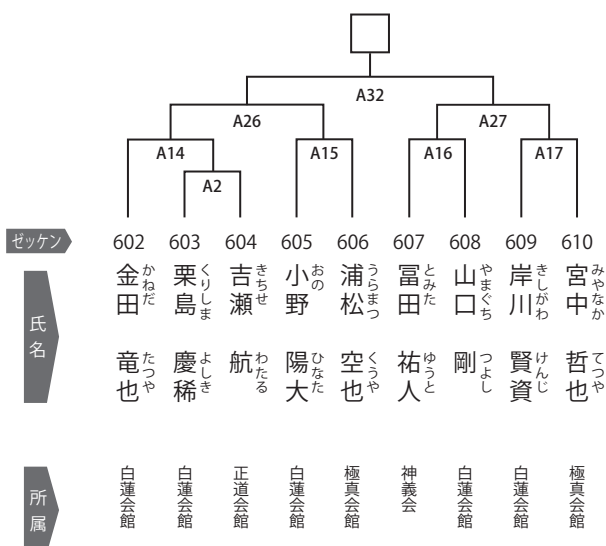 A32
A26
A27
A14
A15
A16
A17
A2
ゼッケン
602
603
604
605
606
607
608
609
610
氏名
金田 竜也
かねだ たつや
栗島 慶稀
くりしま よしき
吉瀬 航
きちせ わたる
小野 陽大
おの ひなた
浦松 空也
うらまつ くうや
冨田 祐人
とみた ゆうと
山口 剛
やまぐち つよし
岸川 賢資
きしがわ けんじ
宮中 哲也
みやなか てつや
所属
白蓮会館
白蓮会館
正道会館
白蓮会館
極真会館
神義会
白蓮会館
白蓮会館
極真会館